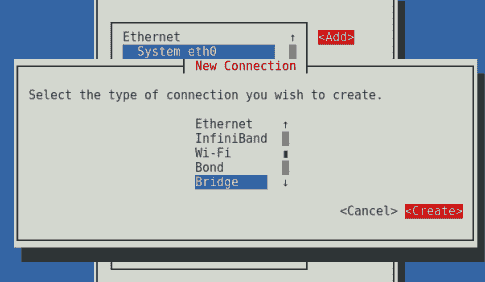 Ethernet ↑ <Add>
System eth0
New Connection
Select the type of connection you wish to create.
Ethernet ↑
InfiniBand
Wi-Fi
Bond
Bridge ↓
<Cancel> <Create>